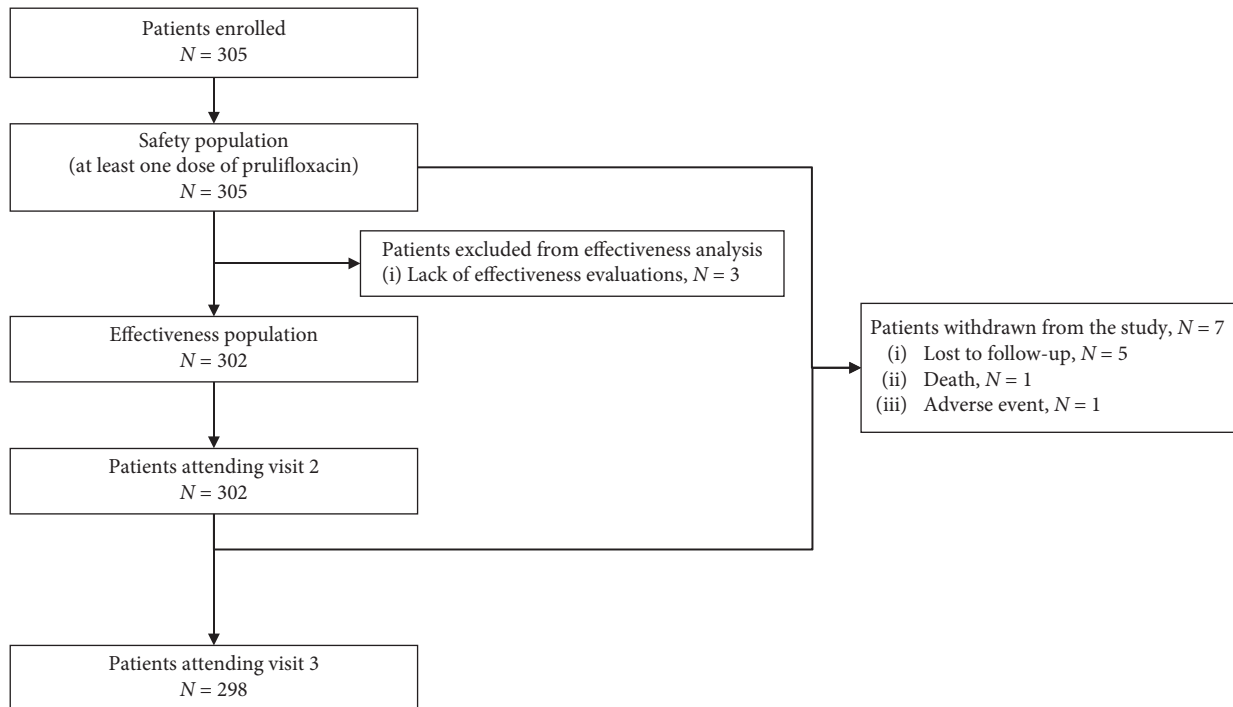 Patients enrolled
N = 305
Safety population
(at least one dose of prulifloxacin)
N = 305
Patients excluded from effectiveness analysis
(i) Lack of effectiveness evaluations, N = 3
Effectiveness population
N = 302
Patients withdrawn from the study, N = 7
(i) Lost to follow-up, N = 5
(ii) Death, N = 1
(iii) Adverse event, N = 1
Patients attending visit 2
N = 302
Patients attending visit 3
N = 298